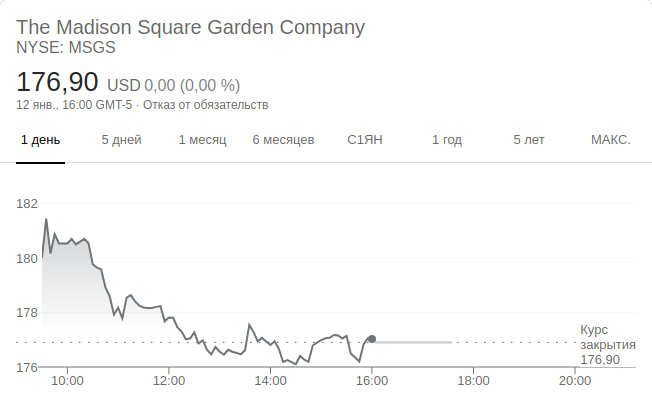 The Madison Square Garden Company
NYSE: MSGS
176,90 USD 0,00 (0,00 %)
12 янв., 16:00 GMT-5 · Отказ от обязательств
1 день 5 дней 1 месяц 6 месяцев С1ЯН 1 год 5 лет МАКС.
182
180
178
Курс
закрытия
176,90
176
10:00 12:00 14:00 16:00 18:00 20:00